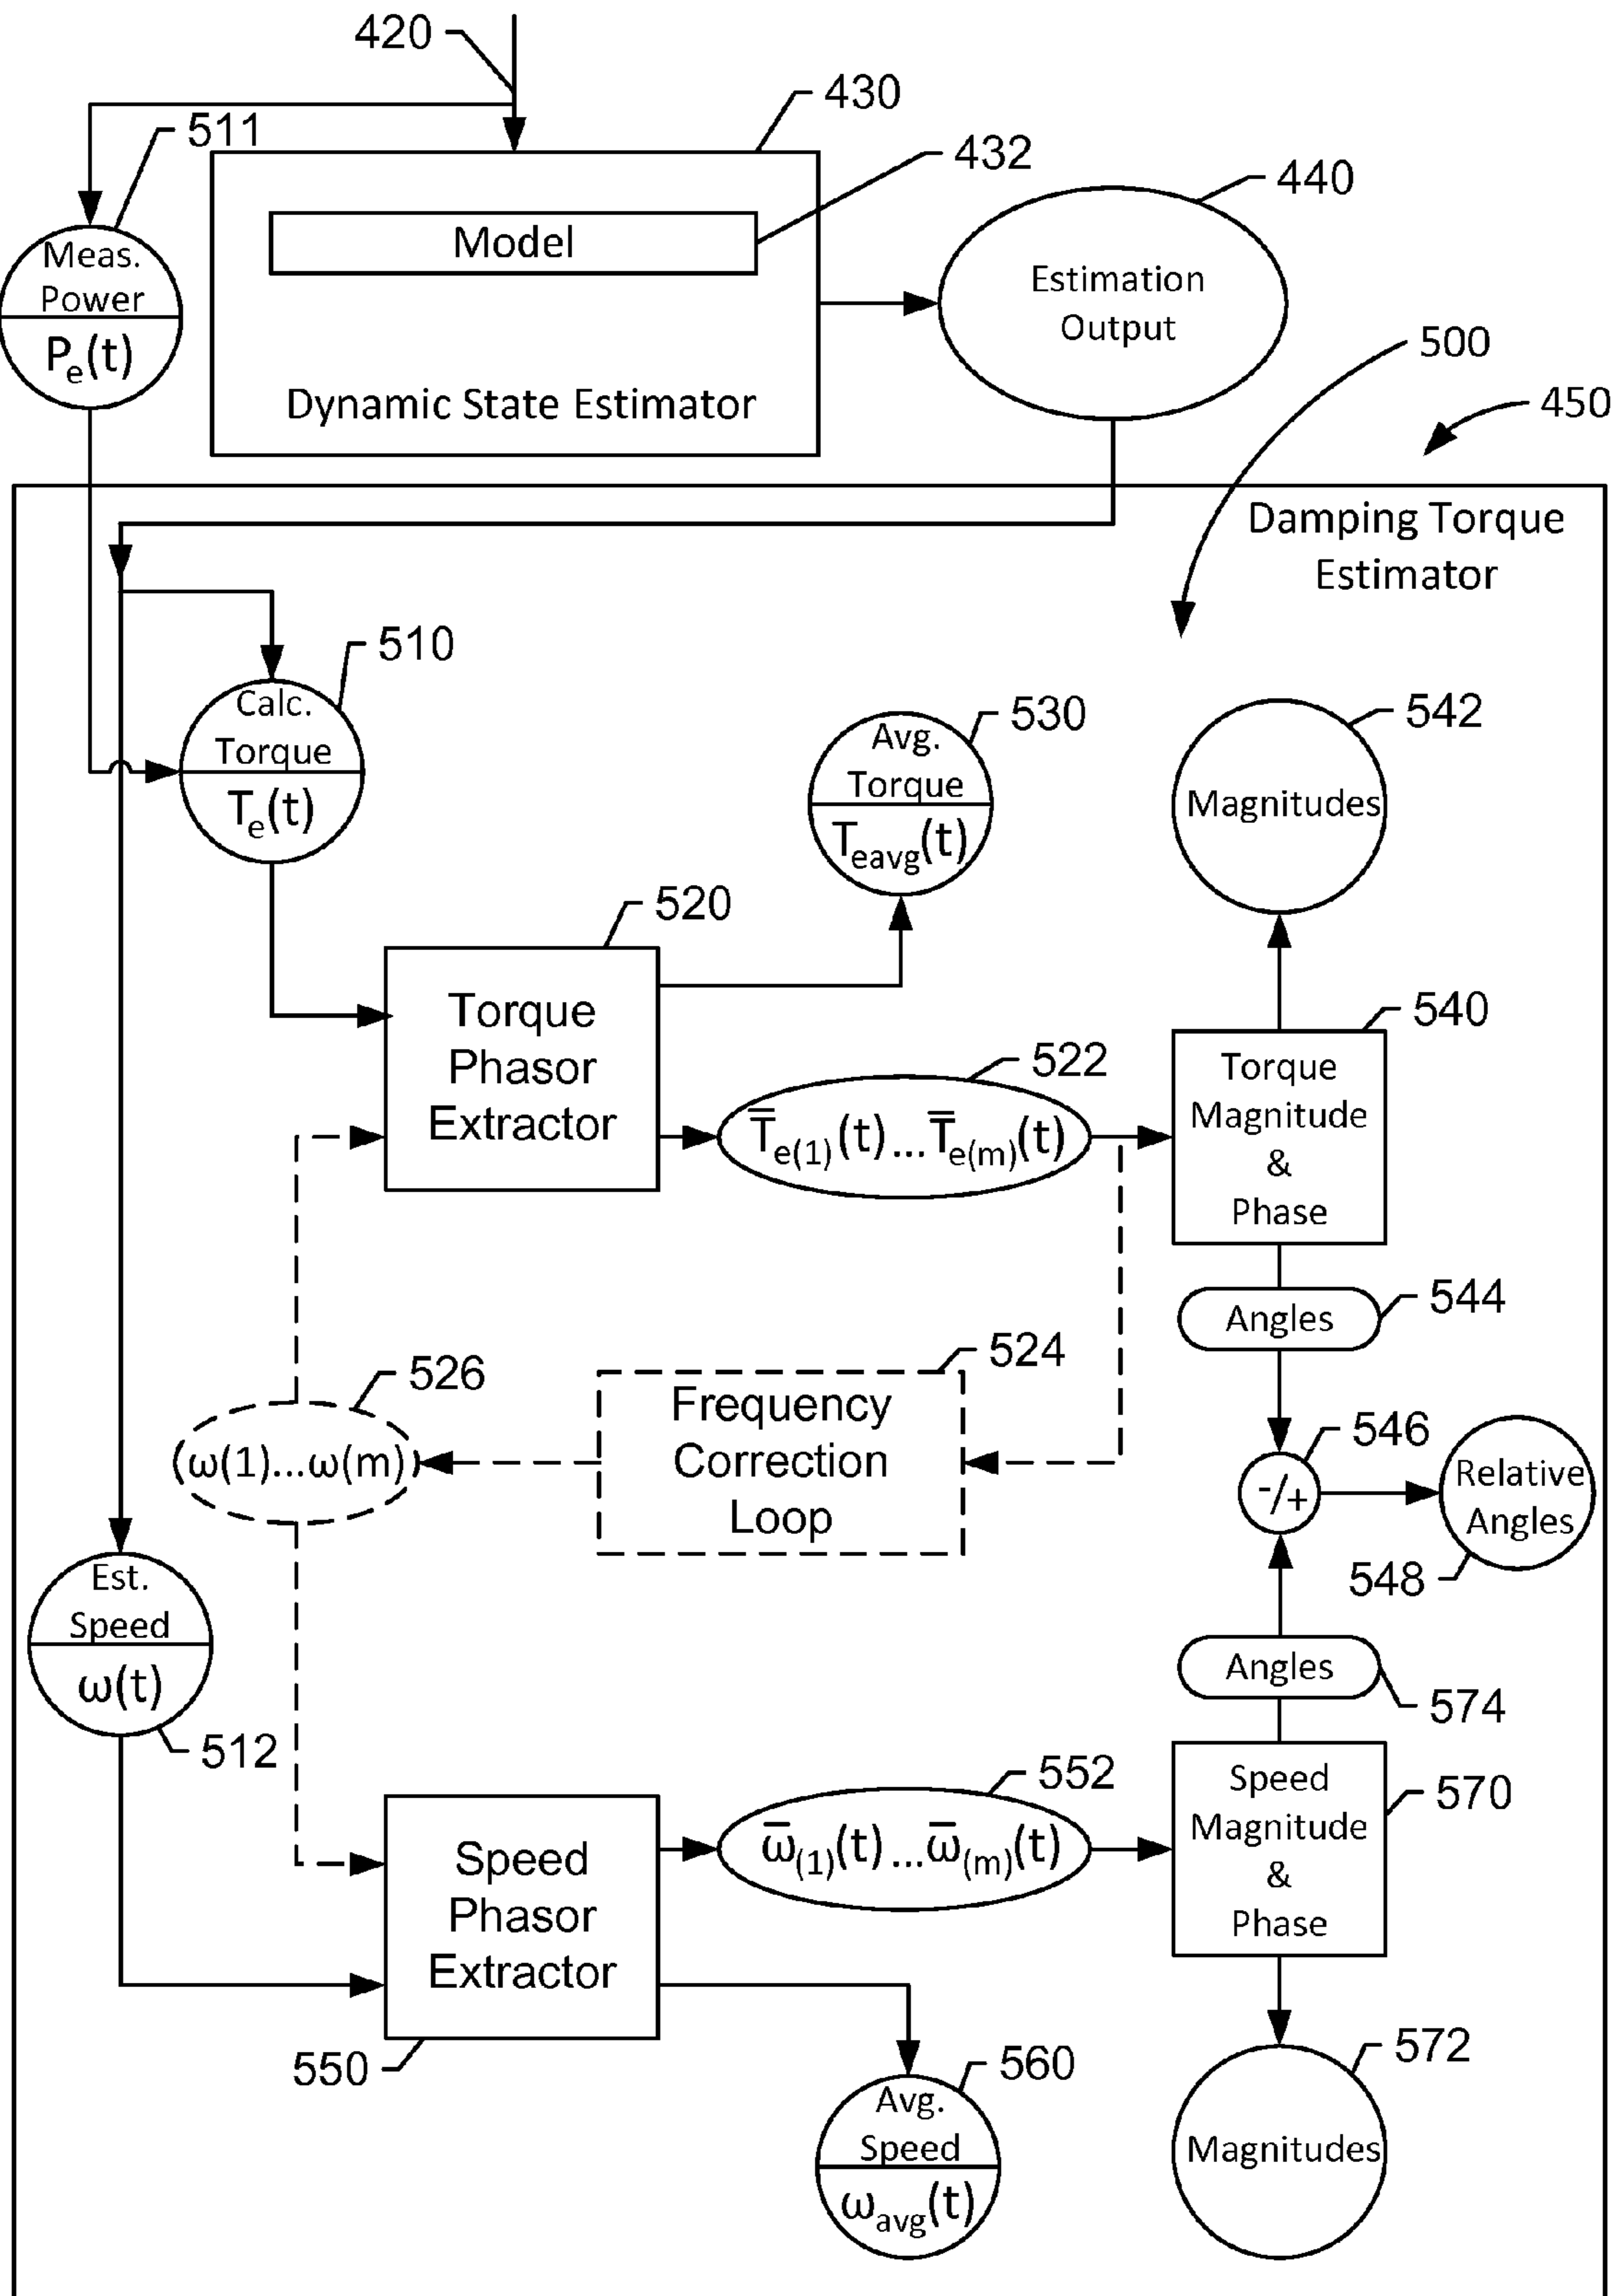 420
430
511
432
440
Model
Meas.
Power
Pe(t)
Estimation
Output
Dynamic State Estimator
500
450
Damping Torque
Estimator
510
Calc.
Torque
Te(t)
530
Avg.
Torque
Teavg(t)
542
Magnitudes
520
Torque
Phasor
Extractor
522
T̅e(1)(t)...T̅e(m)(t)
540
Torque
Magnitude
&
Phase
544
Angles
524
Frequency
Correction
Loop
526
ω(1)...ω(m)
546
-/+
Relative
Angles
548
Est.
Speed
ω(t)
512
Angles
574
552
ω̅(1)(t)...ω̅(m)(t)
Speed
Magnitude
&
Phase
570
Speed
Phasor
Extractor
550
560
Avg.
Speed
ωavg(t)
572
Magnitudes